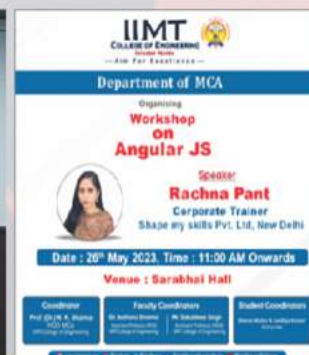 IIMT
COLLEGE OF ENGINEERING
Greater Noida
Aim For Excellence
Department of MCA
Organising
Workshop
on
Angular JS
Speaker
Rachna Pant
Corporate Trainer
Shape my skills Pvt. Ltd, New Delhi
Date : 26th May 2023, Time : 11:00 AM Onwards
Venue : Sarabhai Hall
Coordinator
Faculty Coordinators
Student Coordinators
HOD MCA